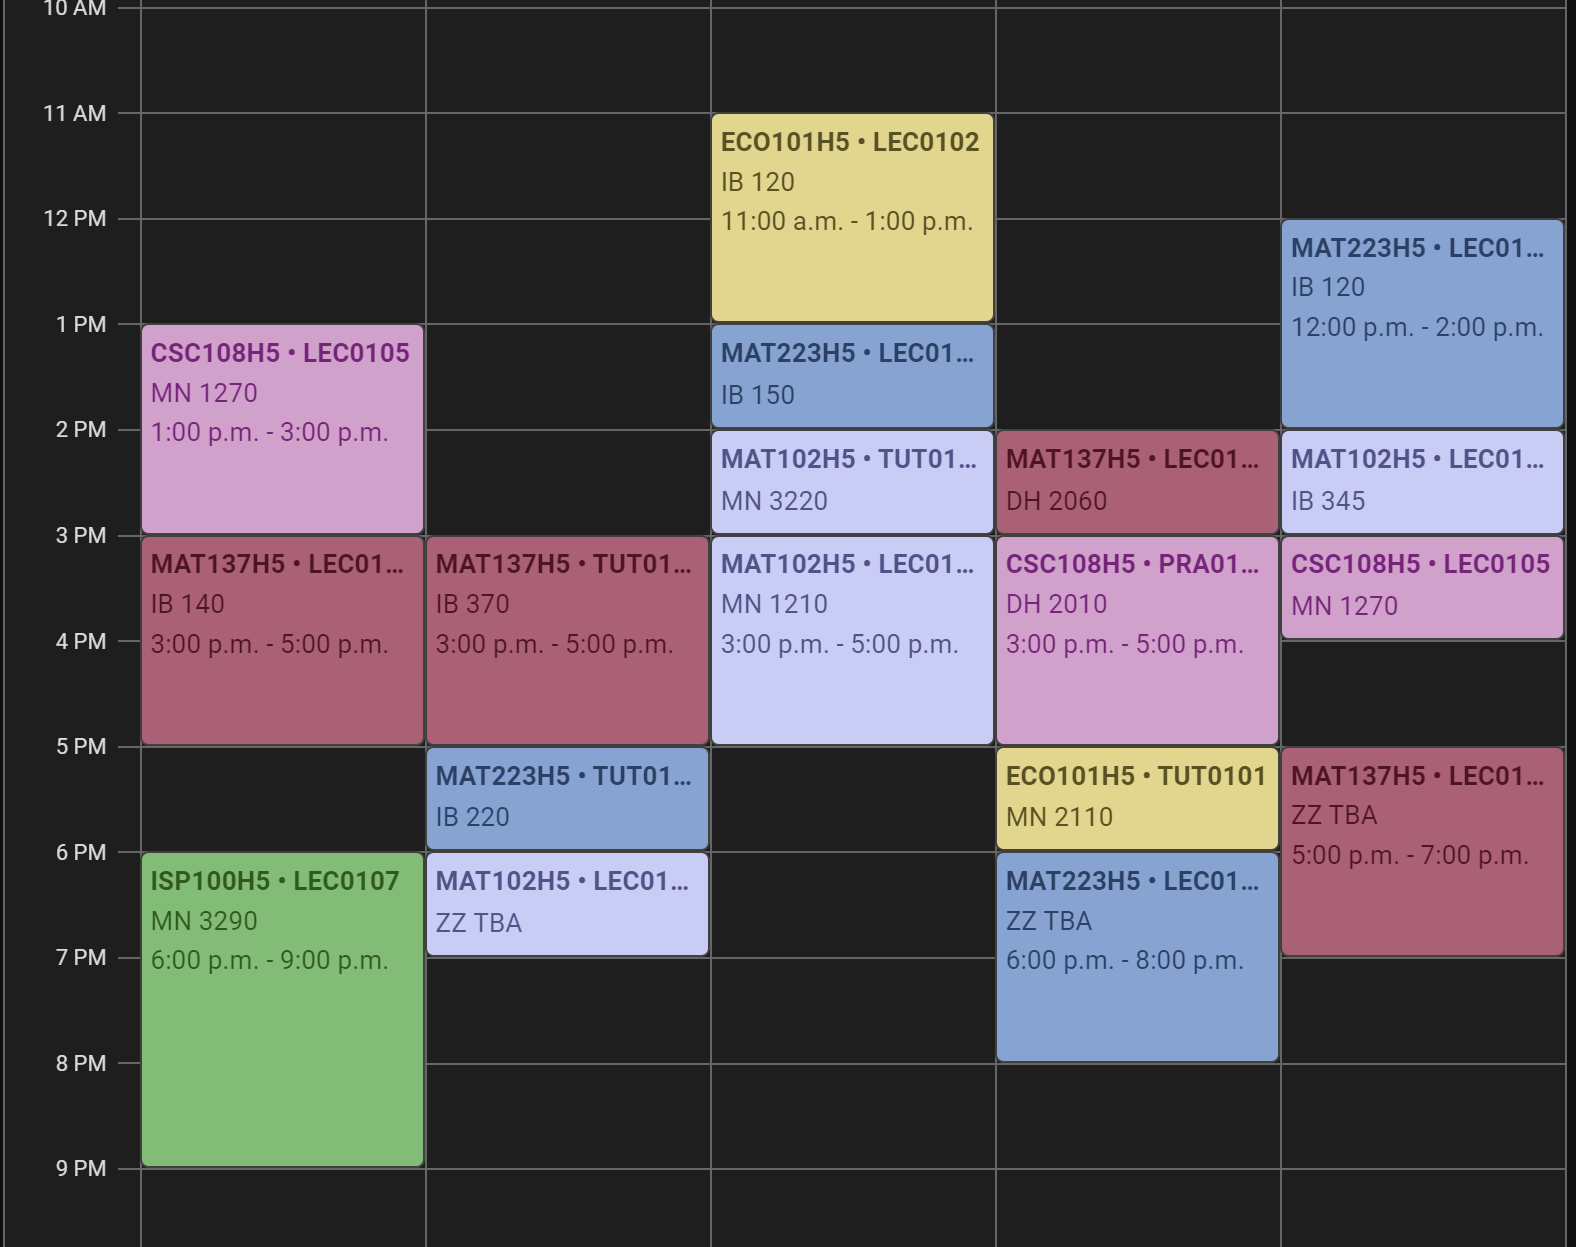 10 AM
11 AM
12 PM
1 PM
2 PM
3 PM
4 PM
5 PM
6 PM
7 PM
8 PM
9 PM
CSC108H5 • LEC0105
MN 1270
1:00 p.m. - 3:00 p.m.
MAT137H5 • LEC01...
IB 140
3:00 p.m. - 5:00 p.m.
ISP100H5 • LEC0107
MN 3290
6:00 p.m. - 9:00 p.m.
MAT137H5 • TUT01...
IB 370
3:00 p.m. - 5:00 p.m.
MAT223H5 • TUT01...
IB 220
MAT102H5 • LEC01...
ZZ TBA
ECO101H5 • LEC0102
IB 120
11:00 a.m. - 1:00 p.m.
MAT223H5 • LEC01...
IB 150
MAT102H5 • TUT01...
MN 3220
MAT102H5 • LEC01...
MN 1210
3:00 p.m. - 5:00 p.m.
MAT137H5 • LEC01...
DH 2060
CSC108H5 • PRA01...
DH 2010
3:00 p.m. - 5:00 p.m.
ECO101H5 • TUT0101
MN 2110
MAT223H5 • LEC01...
ZZ TBA
6:00 p.m. - 8:00 p.m.
MAT223H5 • LEC01...
IB 120
12:00 p.m. - 2:00 p.m.
MAT102H5 • LEC01...
IB 345
CSC108H5 • LEC0105
MN 1270
MAT137H5 • LEC01...
ZZ TBA
5:00 p.m. - 7:00 p.m.